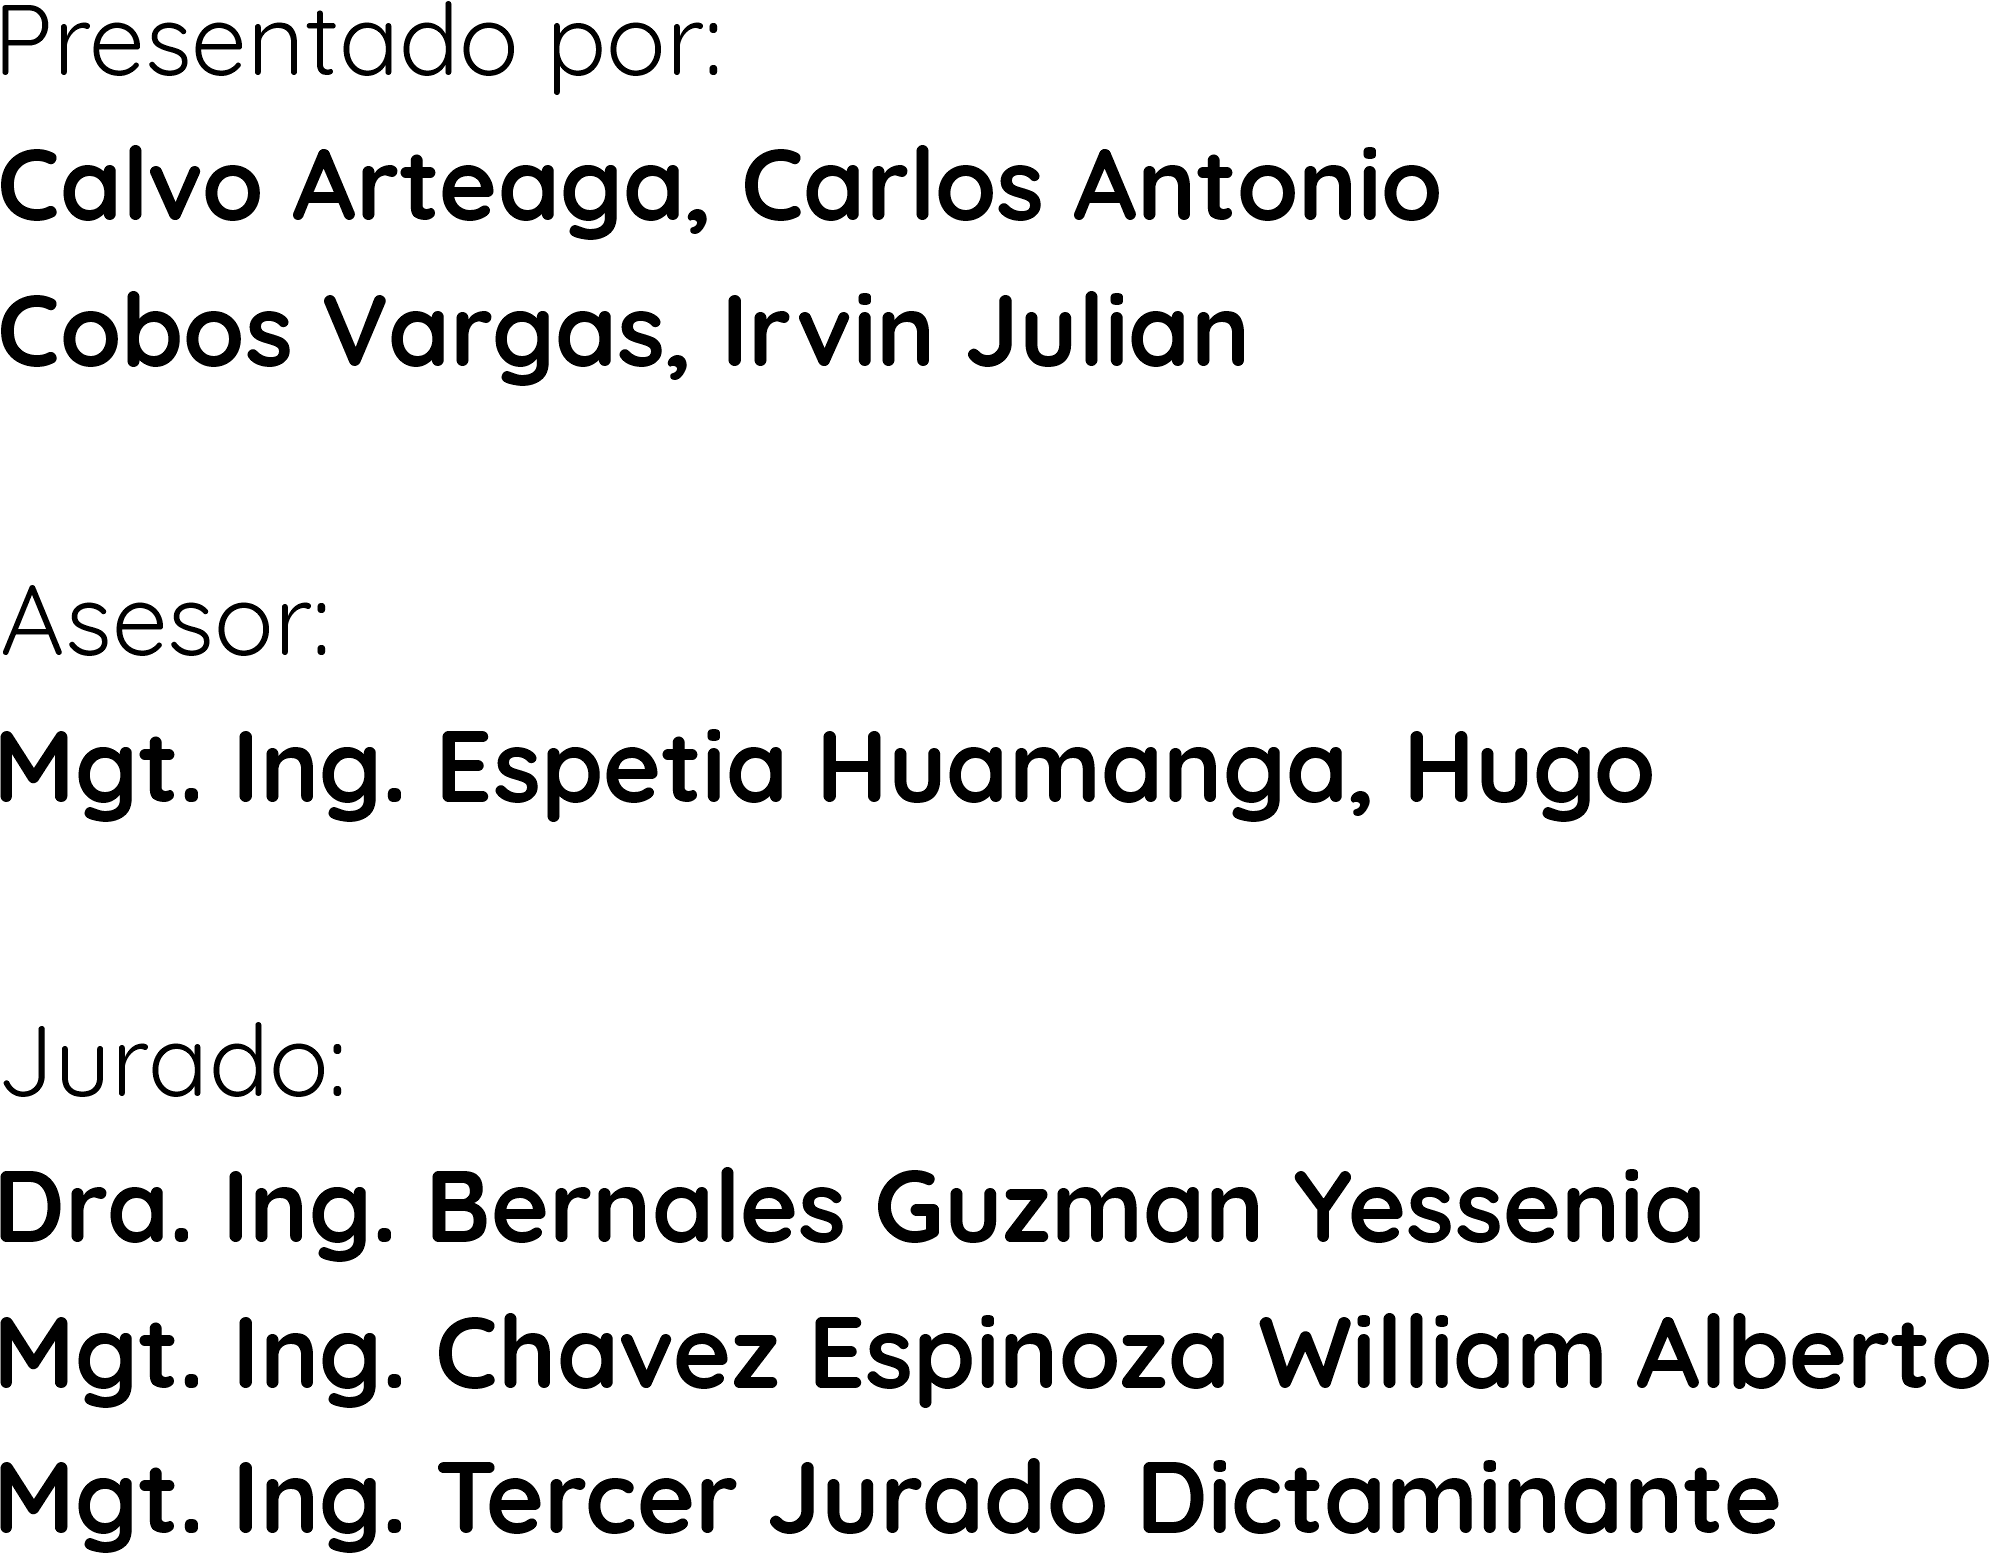 Presentado por:
Calvo Arteaga, Carlos Antonio
Cobos Vargas, Irvin Julian
Asesor:
Mgt. Ing. Espetia Huamanga, Hugo
Jurado:
Dra. Ing. Bernales Guzman Yessenia
Mgt. Ing. Chavez Espinoza William Alberto
Mgt. Ing. Tercer Jurado Dictaminante